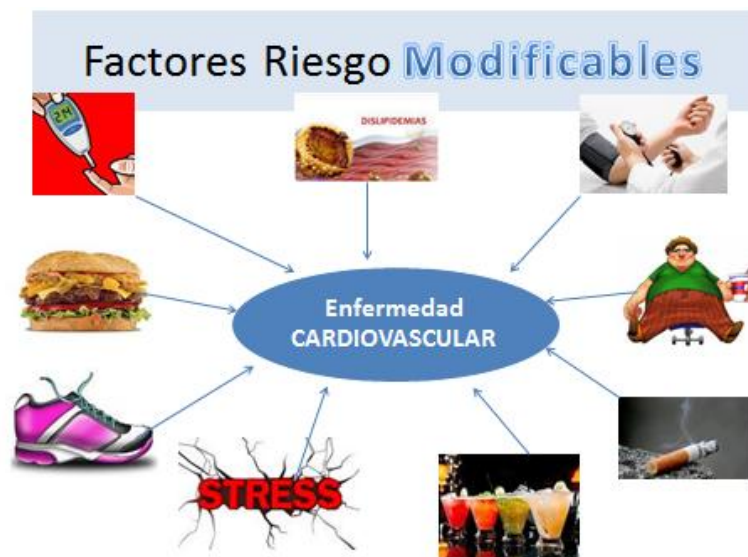 Factores Riesgo Modificables
DISLIPIDEMIAS
Enfermedad
CARDIOVASCULAR
STRESS